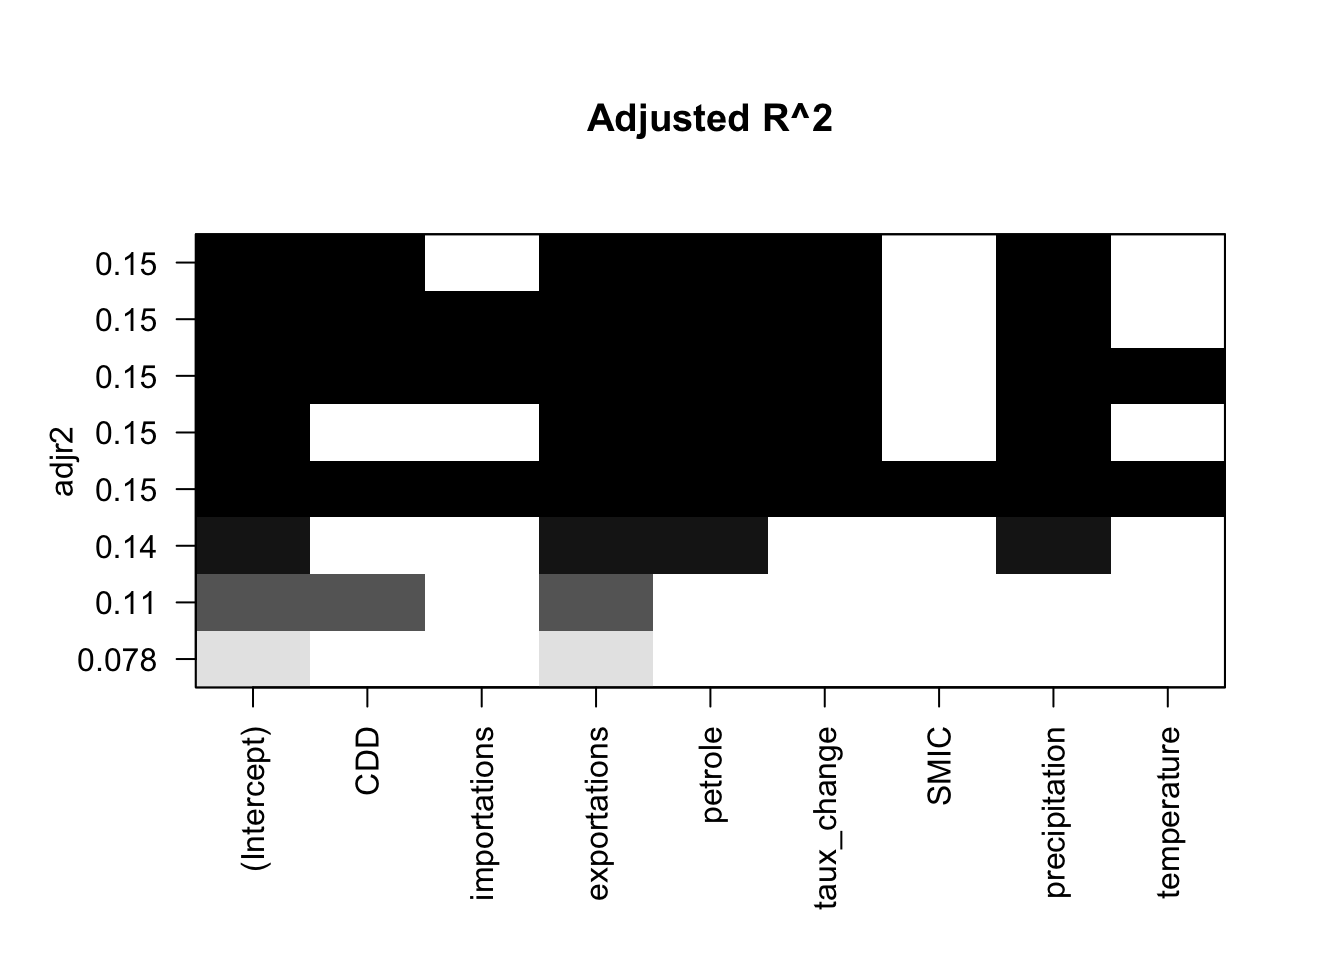 Adjusted R^2
adjr2
0.15
0.15
0.15
0.15
0.15
0.14
0.11
0.078
(Intercept)
CDD
importations
exportations
petrole
taux_change
SMIC
precipitation
temperature